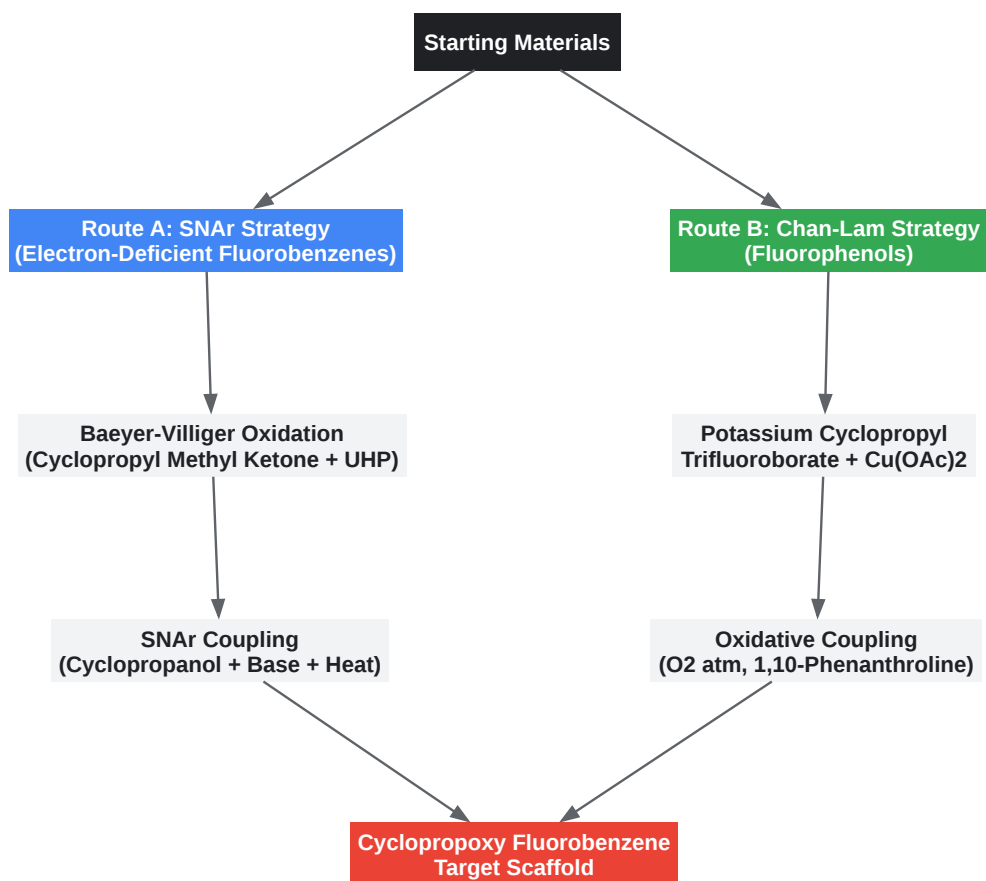 Starting Materials
Route A: SNAr Strategy
(Electron-Deficient Fluorobenzenes)
Route B: Chan-Lam Strategy
(Fluorophenols)
Baeyer-Villiger Oxidation
(Cyclopropyl Methyl Ketone + UHP)
Potassium Cyclopropyl
Trifluoroborate + Cu(OAc)2
SNAr Coupling
(Cyclopropanol + Base + Heat)
Oxidative Coupling
(O2 atm, 1,10-Phenanthroline)
Cyclopropoxy Fluorobenzene
Target Scaffold